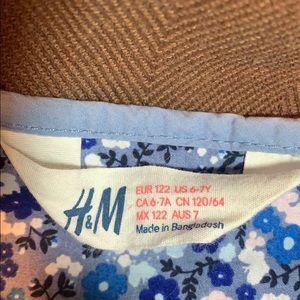 H&M
EUR 122 US 6-7Y
CA 6-7A CN 120/64
MX 122 AUS 7
Made in Bangladesh